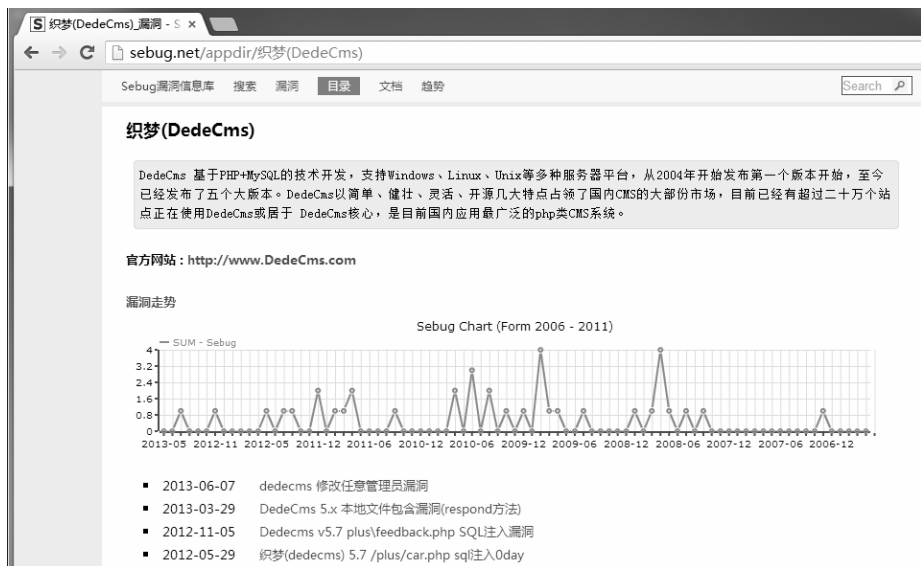 织梦(DedeCms)_漏洞 - S
sebug.net/appdir/织梦(DedeCms)
Sebug漏洞信息库 搜索 漏洞 目录 文档 趋势 Search
织梦(DedeCms)
DedeCms 基于PHP+MySQL的技术开发，支持Windows、Linux、Unix等多种服务器平台，从2004年开始发布第一个版本开始，至今
已经发布了五个大版本。DedeCms以简单、健壮、灵活、开源几大特点占领了国内CMS的大部份市场，目前已经有超过二十万个站
点正在使用DedeCms或居于 DedeCms核心，是目前国内应用最广泛的php类CMS系统。
官方网站：http://www.DedeCms.com
漏洞走势
Sebug Chart (Form 2006 - 2011)
SUM - Sebug
4
3.2
2.4
1.6
0.8
0
2013-05 2012-11 2012-05 2011-12 2011-06 2010-12 2010-06 2009-12 2009-06 2008-12 2008-06 2007-12 2007-06 2006-12
2013-06-07 dedecms 修改任意管理员漏洞
2013-03-29 DedeCms 5.x 本地文件包含漏洞(respond方法)
2012-11-05 Dedecms v5.7 plus\feedback.php SQL注入漏洞
2012-05-29 织梦(dedecms) 5.7 /plus/car.php sql注入0day